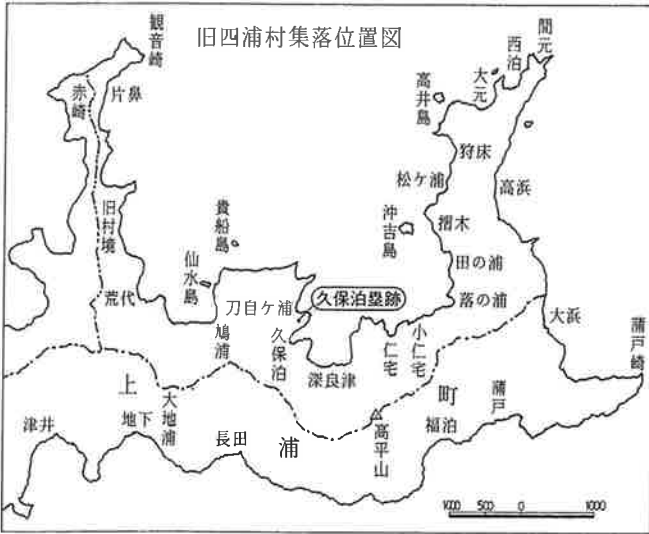 旧四浦村集落位置図
観音崎
赤崎
片鼻
旧村境
荒代
仙水島
貴船島
刀自ケ浦
鳩浦
久保泊
久保泊塁跡
深良津
仁宅
小仁宅
落の浦
田の浦
摺木
沖吉島
松ケ浦
狩床
高井島
大元
西泊
間元
高浜
大浜
蒲戸崎
蒲戸
福泊
高平山
上浦町
大地浦
地下
津井
長田
1000 500 0 1000